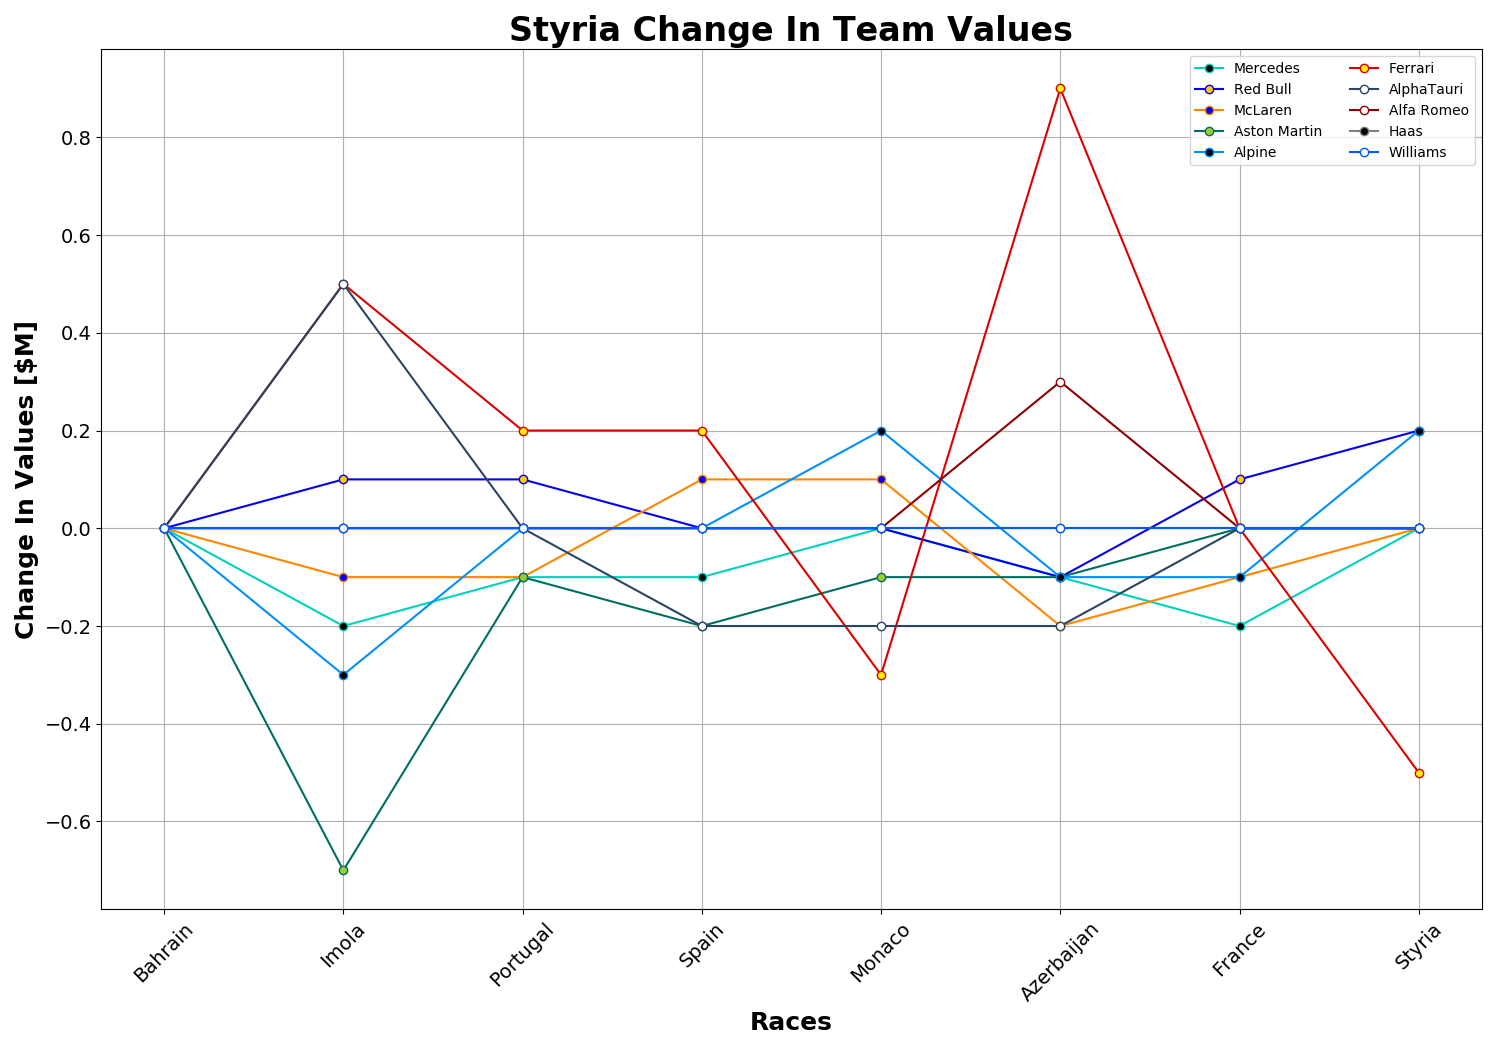 Styria Change In Team Values
Mercedes
Red Bull
McLaren
Aston Martin
Alpine
Ferrari
AlphaTauri
Alfa Romeo
Haas
Williams
Change In Values [$M]
0.8
0.6
0.4
0.2
0.0
−0.2
−0.4
−0.6
Bahrain
Imola
Portugal
Spain
Monaco
Azerbaijan
France
Styria
Races